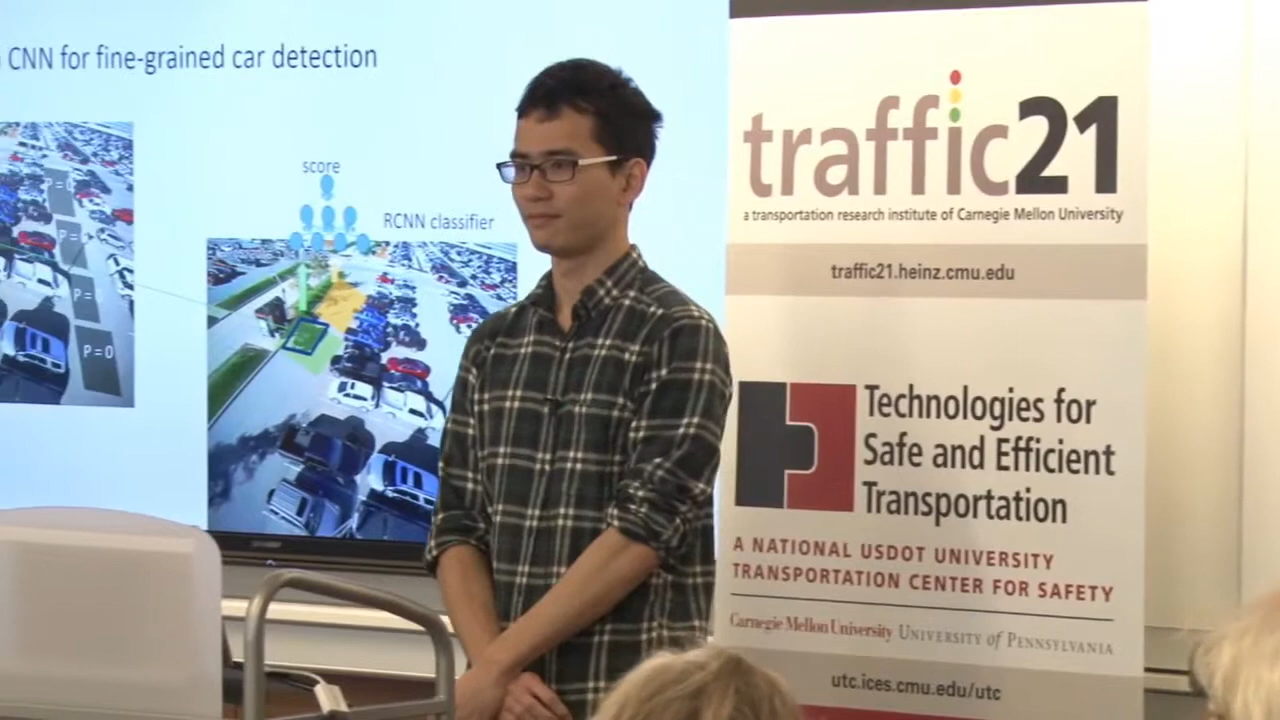 CNN for fine-grained car detection
score
RCNN classifier
P = 0
traffic21
a transportation research institute of Carnegie Mellon University
traffic21.heinz.cmu.edu
Technologies for
Safe and Efficient
Transportation
A NATIONAL USDOT UNIVERSITY
TRANSPORTATION CENTER FOR SAFETY
Carnegie Mellon University UNIVERSITY of PENNSYLVANIA
utc.ices.cmu.edu/utc